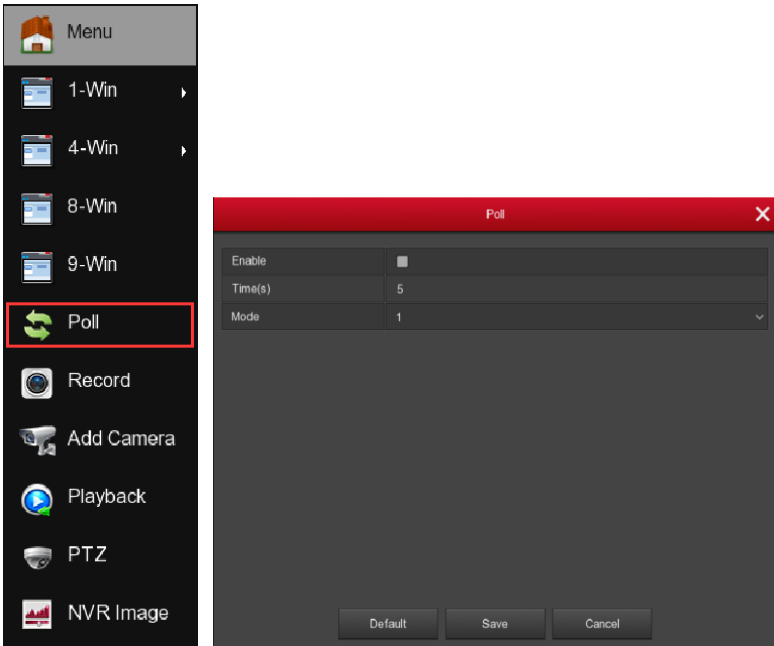 Menu
1-Win
4-Win
8-Win
9-Win
Poll
Record
Add Camera
Playback
PTZ
NVR Image
Poll
Enable
Time(s) 5
Mode 1
Default Save Cancel